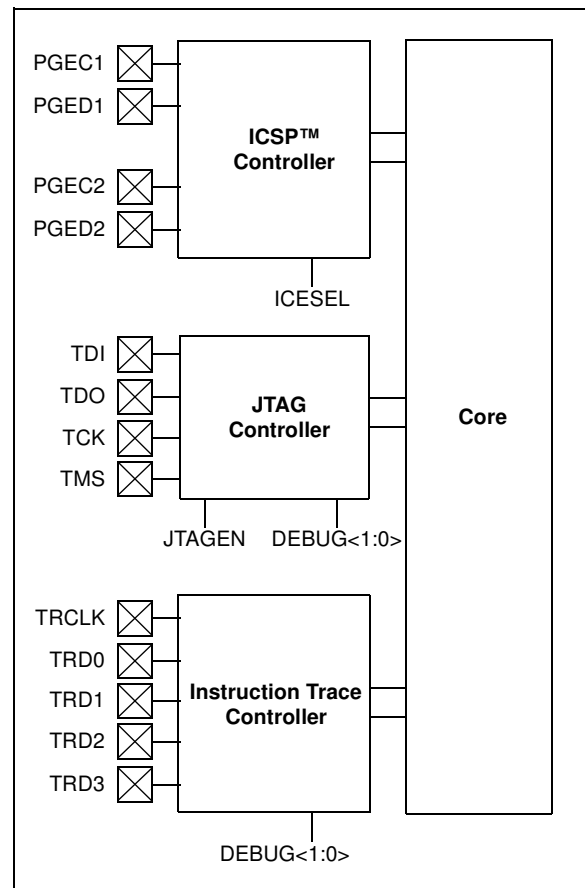 PGEC1
PGED1
ICSP™
Controller
PGEC2
PGED2
ICESEL
TDI
TDO
TCK
TMS
JTAG
Controller
Core
JTAGEN
DEBUG<1:0>
TRCLK
TRD0
TRD1
TRD2
TRD3
Instruction Trace
Controller
DEBUG<1:0>